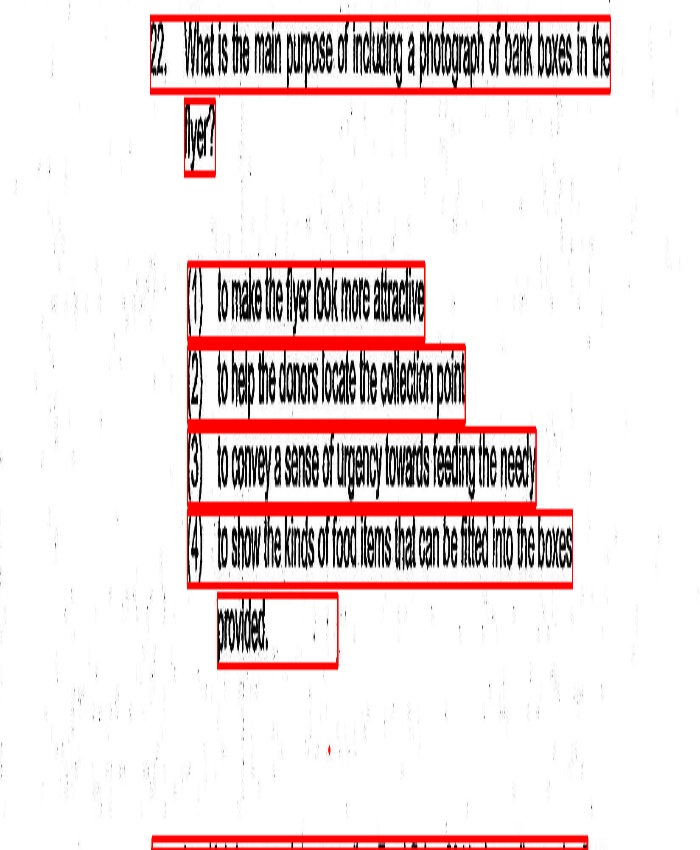 22. What is the main purpose of including a photograph of bank boxes in the
flyer?
(1) to make the flyer look more attractive
(2) to help the donors locate the collection point
(3) to convey a sense of urgency towards feeding the needy
(4) to show the kinds of food items that can be fitted into the boxes
provided.